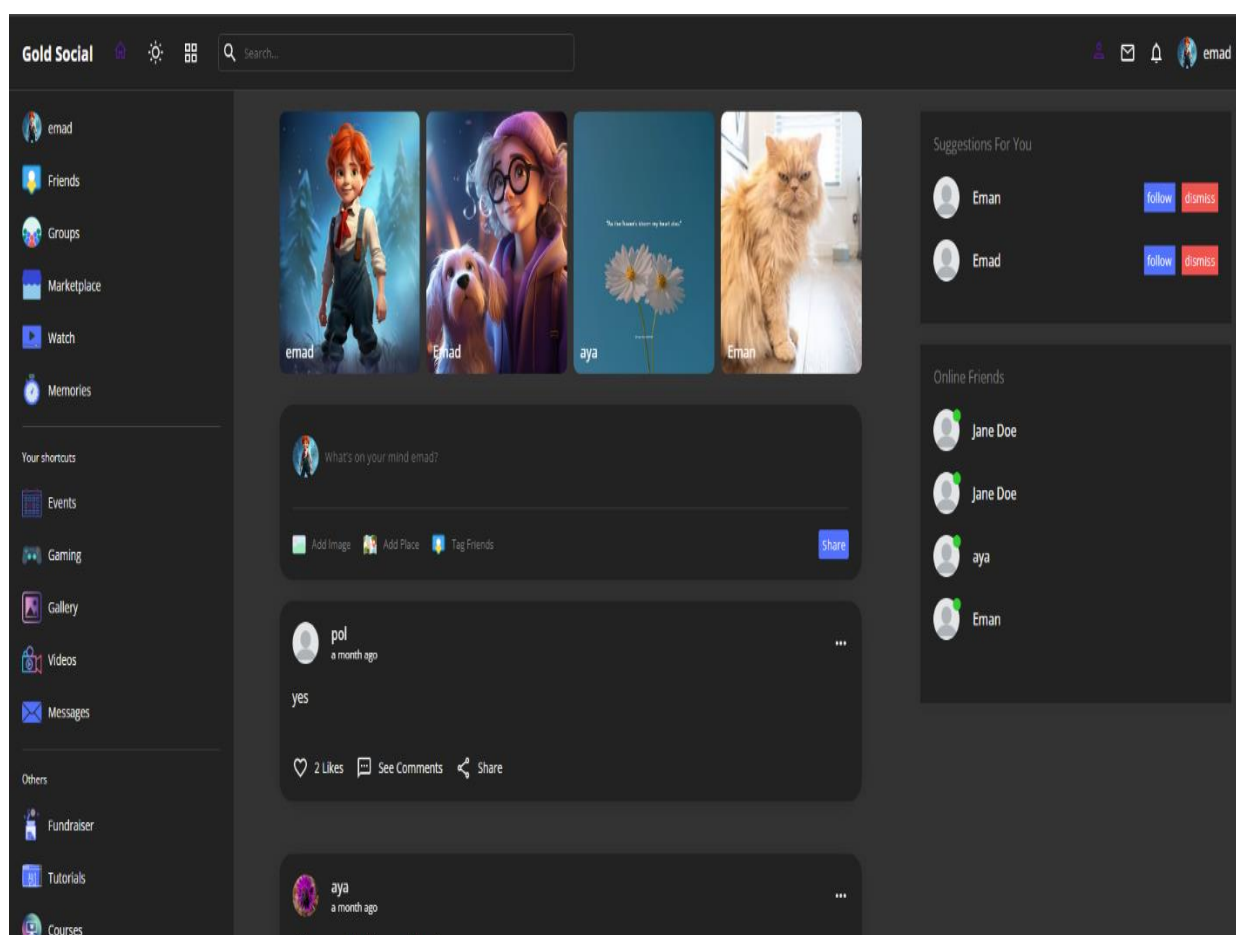 Gold Social
Search...
emad
emad
Friends
Groups
Marketplace
Watch
Memories
Your shortcuts
Events
Gaming
Gallery
Videos
Messages
Others
Fundraiser
Tutorials
Courses
emad
Emad
aya
Eman
What's on your mind emad?
Add Image Add Place Tag Friends Share
pol
a month ago
yes
2 Likes See Comments Share
aya
a month ago
Suggestions For You
Eman follow dismiss
Emad follow dismiss
Online Friends
Jane Doe
Jane Doe
aya
Eman